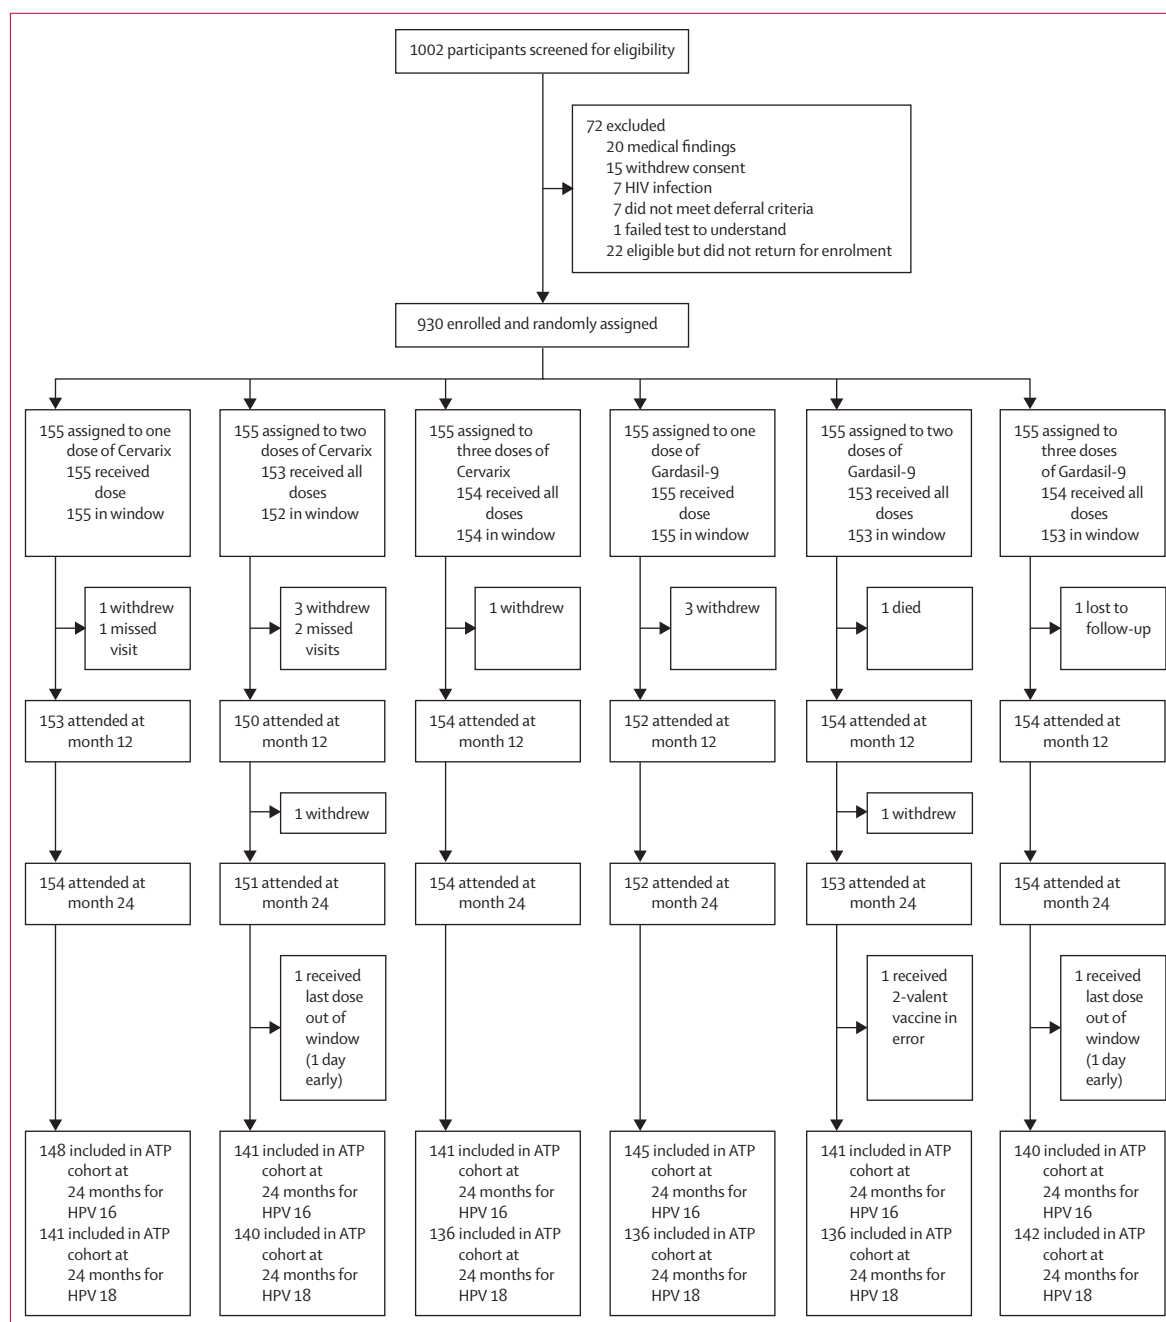 1002 participants screened for eligibility
72 excluded
20 medical findings
15 withdrew consent
7 HIV infection
7 did not meet deferral criteria
1 failed test to understand
22 eligible but did not return for enrolment
930 enrolled and randomly assigned
155 assigned to one
dose of Cervarix
155 received
dose
155 in window
155 assigned to two
doses of Cervarix
153 received all
doses
152 in window
155 assigned to
three doses of
Cervarix
154 received all
doses
154 in window
155 assigned to one
dose of
Gardasil-9
155 received
dose
155 in window
155 assigned to two
doses of
Gardasil-9
153 received all
doses
153 in window
155 assigned to
three doses
of Gardasil-9
154 received all
doses
153 in window
1 withdrew
1 missed
visit
3 withdrew
2 missed
visits
1 withdrew
3 withdrew
1 died
1 lost to
follow-up
153 attended at
month 12
150 attended at
month 12
154 attended at
month 12
152 attended at
month 12
154 attended at
month 12
154 attended at
month 12
1 withdrew
1 withdrew
154 attended at
month 24
151 attended at
month 24
154 attended at
month 24
152 attended at
month 24
153 attended at
month 24
154 attended at
month 24
1 received
last dose
out of
window
(1 day
early)
1 received
2-valent
vaccine in
error
1 received
last dose
out of
window
(1 day
early)
148 included in ATP
cohort at
24 months for
HPV 16
141 included in ATP
cohort at
24 months for
HPV 18
141 included in ATP
cohort at
24 months for
HPV 16
140 included in ATP
cohort at
24 months for
HPV 18
141 included in ATP
cohort at
24 months for
HPV 16
136 included in ATP
cohort at
24 months for
HPV 18
145 included in ATP
cohort at
24 months for
HPV 16
136 included in ATP
cohort at
24 months for
HPV 18
141 included in ATP
cohort at
24 months for
HPV 16
136 included in ATP
cohort at
24 months for
HPV 18
140 included in ATP
cohort at
24 months for
HPV 16
142 included in ATP
cohort at
24 months for
HPV 18